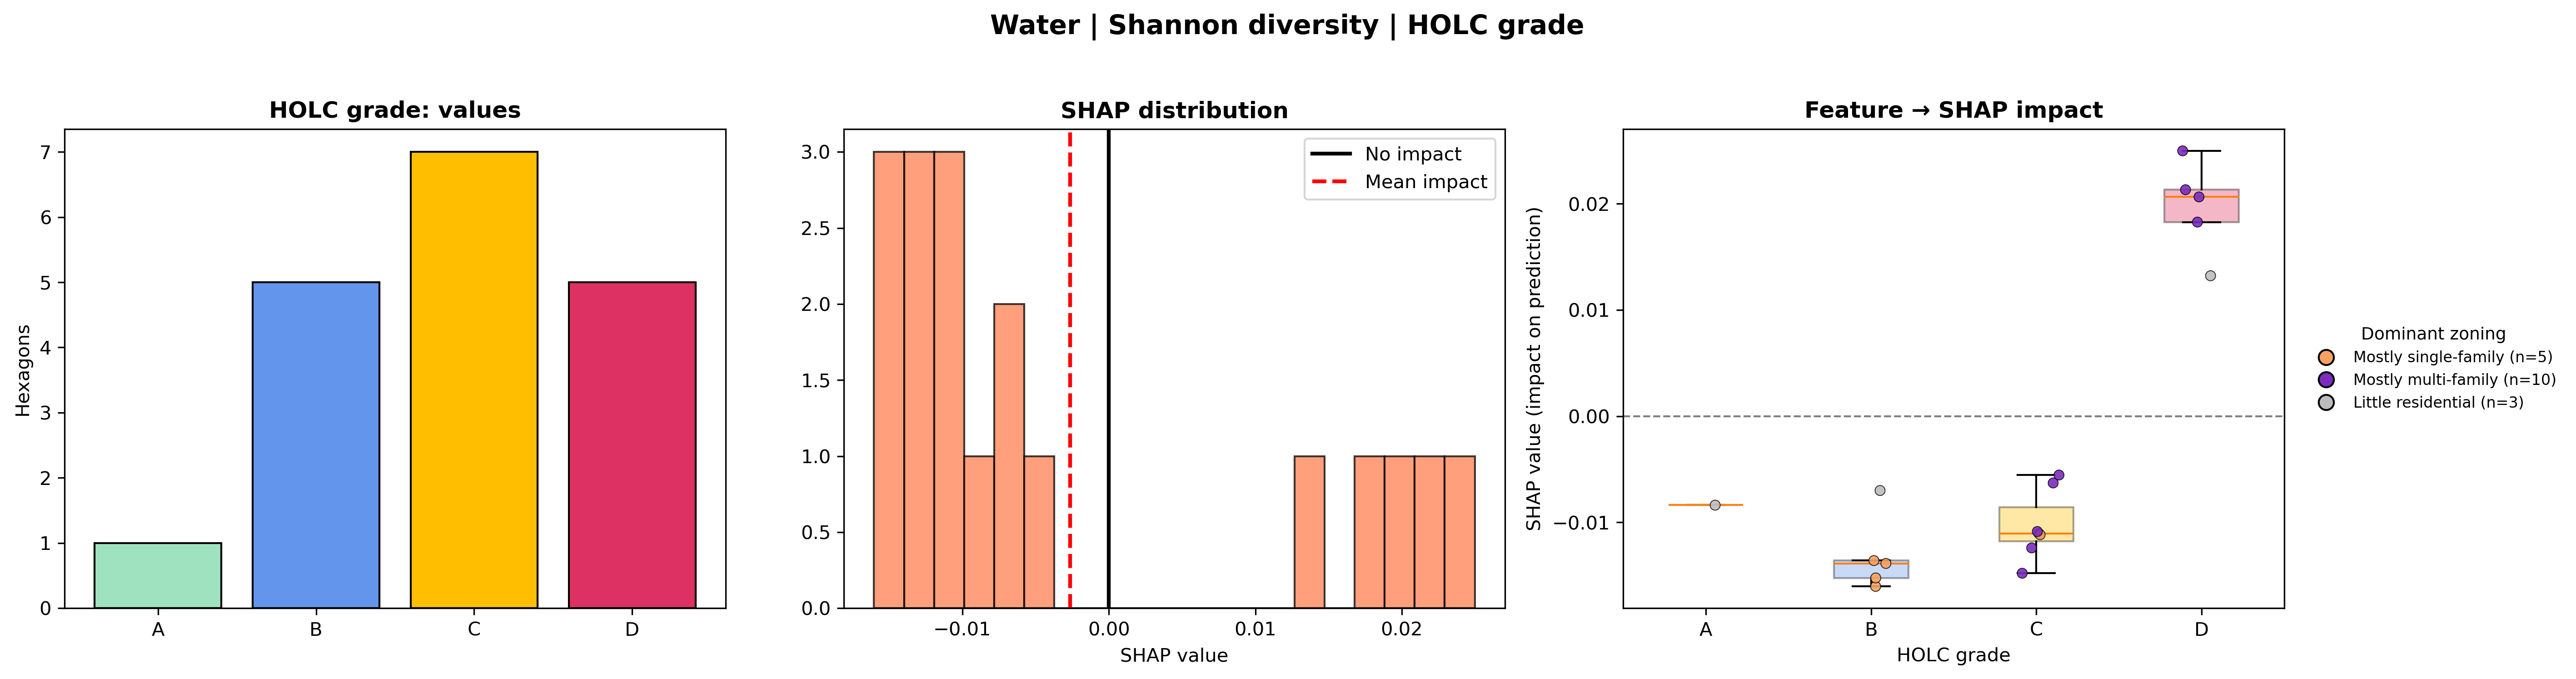 Water | Shannon diversity | HOLC grade
HOLC grade: values
Hexagons
7
6
5
4
3
2
1
0
A
B
C
D
SHAP distribution
3.0
2.5
2.0
1.5
1.0
0.5
0.0
−0.01
0.00
0.01
0.02
SHAP value
No impact
Mean impact
Feature → SHAP impact
SHAP value (impact on prediction)
0.02
0.01
0.00
−0.01
A
B
C
D
HOLC grade
Dominant zoning
Mostly single-family (n=5)
Mostly multi-family (n=10)
Little residential (n=3)